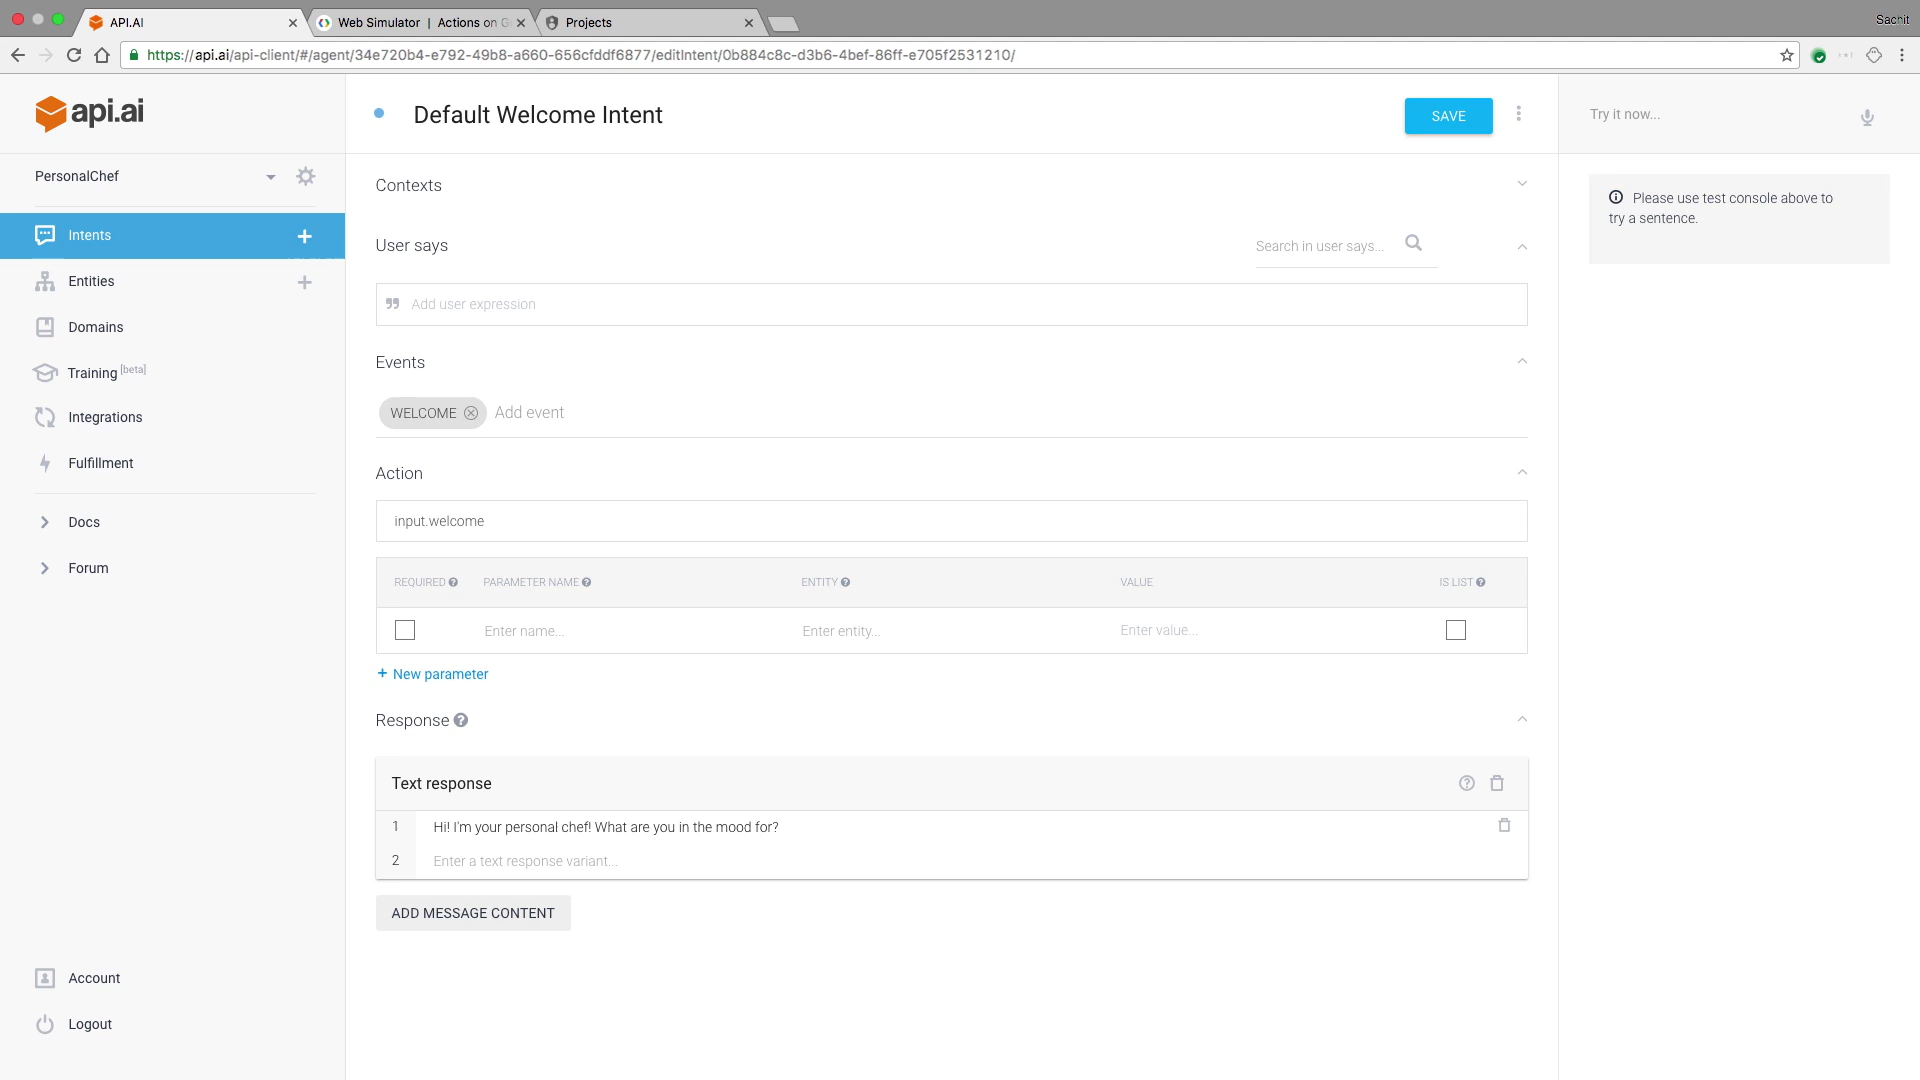 API.AI
Web Simulator | Actions on G
Projects
Sachit
https://api.ai/api-client/#/agent/34e720b4-e792-49b8-a660-656cfddf6877/editIntent/0b884c8c-d3b6-4bef-86ff-e705f2531210/
api.ai
Default Welcome Intent
SAVE
Try it now...
PersonalChef
Contexts
Please use test console above to
try a sentence.
Intents
User says
Search in user says...
Entities
Add user expression
Domains
Events
Training [beta]
WELCOME
Add event
Integrations
Fulfillment
Action
input.welcome
Docs
Forum
REQUIRED
PARAMETER NAME
ENTITY
VALUE
IS LIST
Enter name...
Enter entity...
Enter value...
+ New parameter
Response
Text response
1 Hi! I'm your personal chef! What are you in the mood for?
2 Enter a text response variant...
ADD MESSAGE CONTENT
Account
Logout